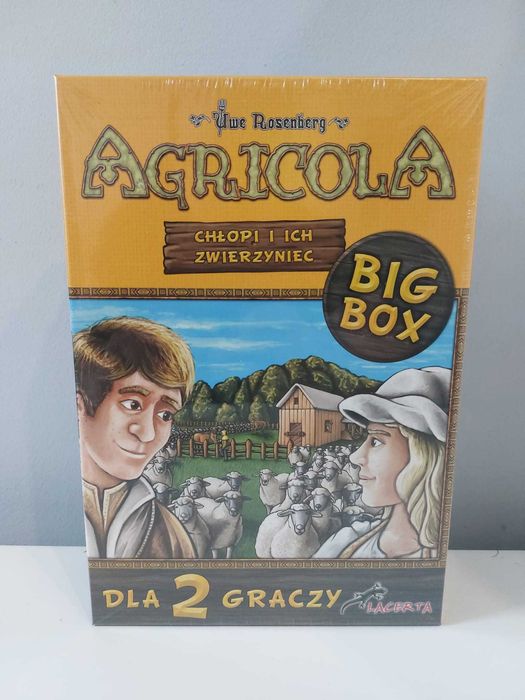 Uwe Rosenberg
AGRICOLA
CHŁOPI I ICH
ZWIERZYNIEC
BIG
BOX
DLA 2 GRACZY
LACERTA